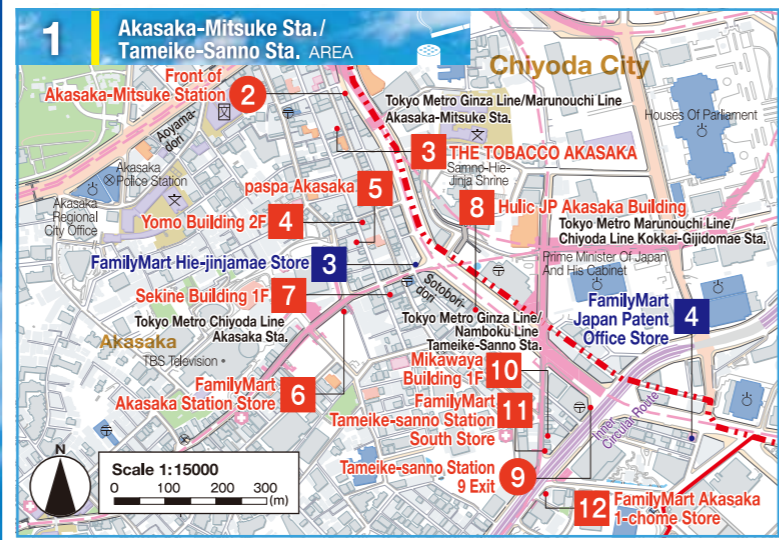 1
Akasaka-Mitsuke Sta./
Tameike-Sanno Sta. AREA
Chiyoda City
Front of
Akasaka-Mitsuke Station
2
Tokyo Metro Ginza Line/Marunouchi Line
Akasaka-Mitsuke Sta.
Houses Of Parliament
Aoyama-
dori
3
THE TOBACCO AKASAKA
Sanno-Hie-
Jinja Shrine
Akasaka
Police Station
paspa Akasaka
5
Akasaka
Regional
City Office
8
Hulic JP Akasaka Building
Yomo Building 2F
4
Tokyo Metro Marunouchi Line/
Chiyoda Line Kokkai-Gijidomae Sta.
FamilyMart Hie-jinjamae Store
3
Prime Minister Of Japan
And His Cabinet
Sotobori-
dori
Sekine Building 1F
7
FamilyMart
Japan Patent
Office Store
4
Tokyo Metro Chiyoda Line
Akasaka Sta.
Tokyo Metro Ginza Line/
Namboku Line
Tameike-Sanno Sta.
Akasaka
TBS Television
Mikawaya
Building 1F
10
FamilyMart
Akasaka Station Store
6
FamilyMart
Tameike-sanno Station
South Store
11
Inner
Circular Route
Tameike-sanno Station
9 Exit
9
N
Scale 1:15000
0 100 200 300
(m)
12
FamilyMart Akasaka
1-chome Store